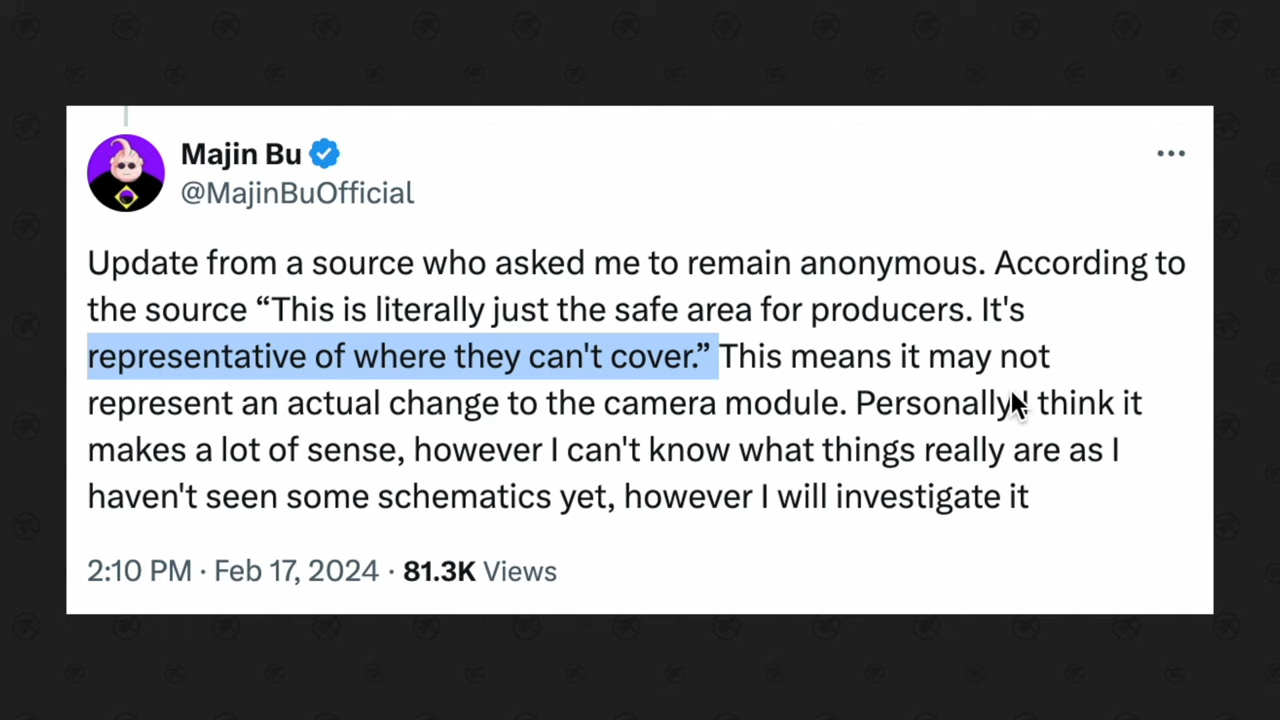 Majin Bu
@MajinBuOfficial
Update from a source who asked me to remain anonymous. According to
the source “This is literally just the safe area for producers. It's
representative of where they can't cover.” This means it may not
represent an actual change to the camera module. Personally I think it
makes a lot of sense, however I can't know what things really are as I
haven't seen some schematics yet, however I will investigate it
2:10 PM · Feb 17, 2024 · 81.3K Views